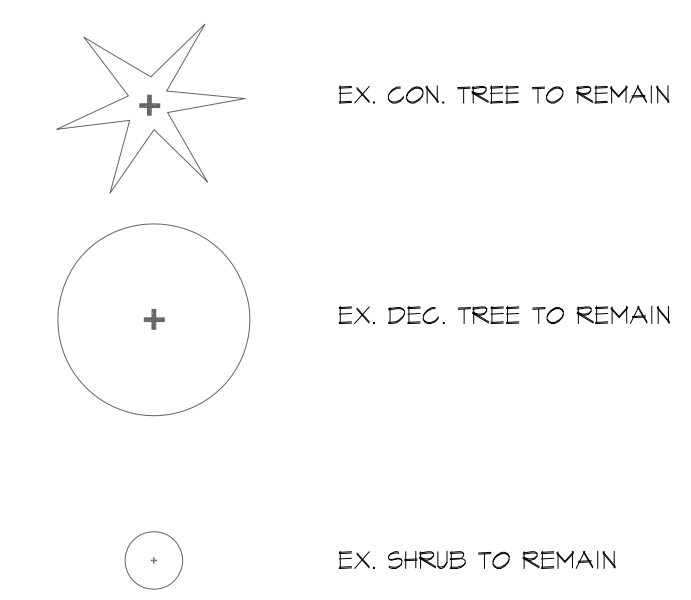 EX. CON. TREE TO REMAIN
EX. DEC. TREE TO REMAIN
EX. SHRUB TO REMAIN